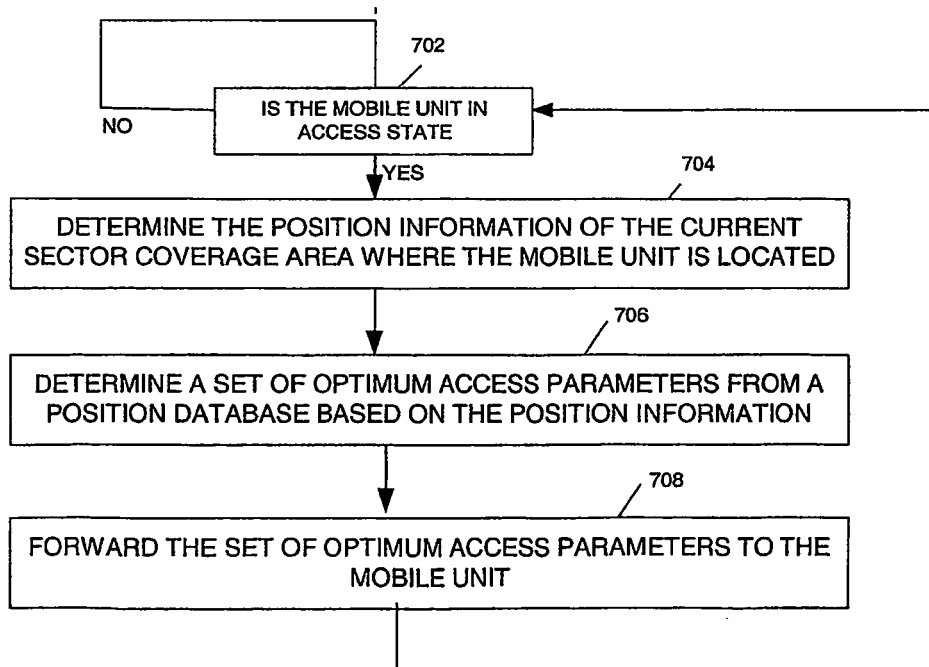 702
IS THE MOBILE UNIT IN
ACCESS STATE
NO
YES
704
DETERMINE THE POSITION INFORMATION OF THE CURRENT
SECTOR COVERAGE AREA WHERE THE MOBILE UNIT IS LOCATED
706
DETERMINE A SET OF OPTIMUM ACCESS PARAMETERS FROM A
POSITION DATABASE BASED ON THE POSITION INFORMATION
708
FORWARD THE SET OF OPTIMUM ACCESS PARAMETERS TO THE
MOBILE UNIT